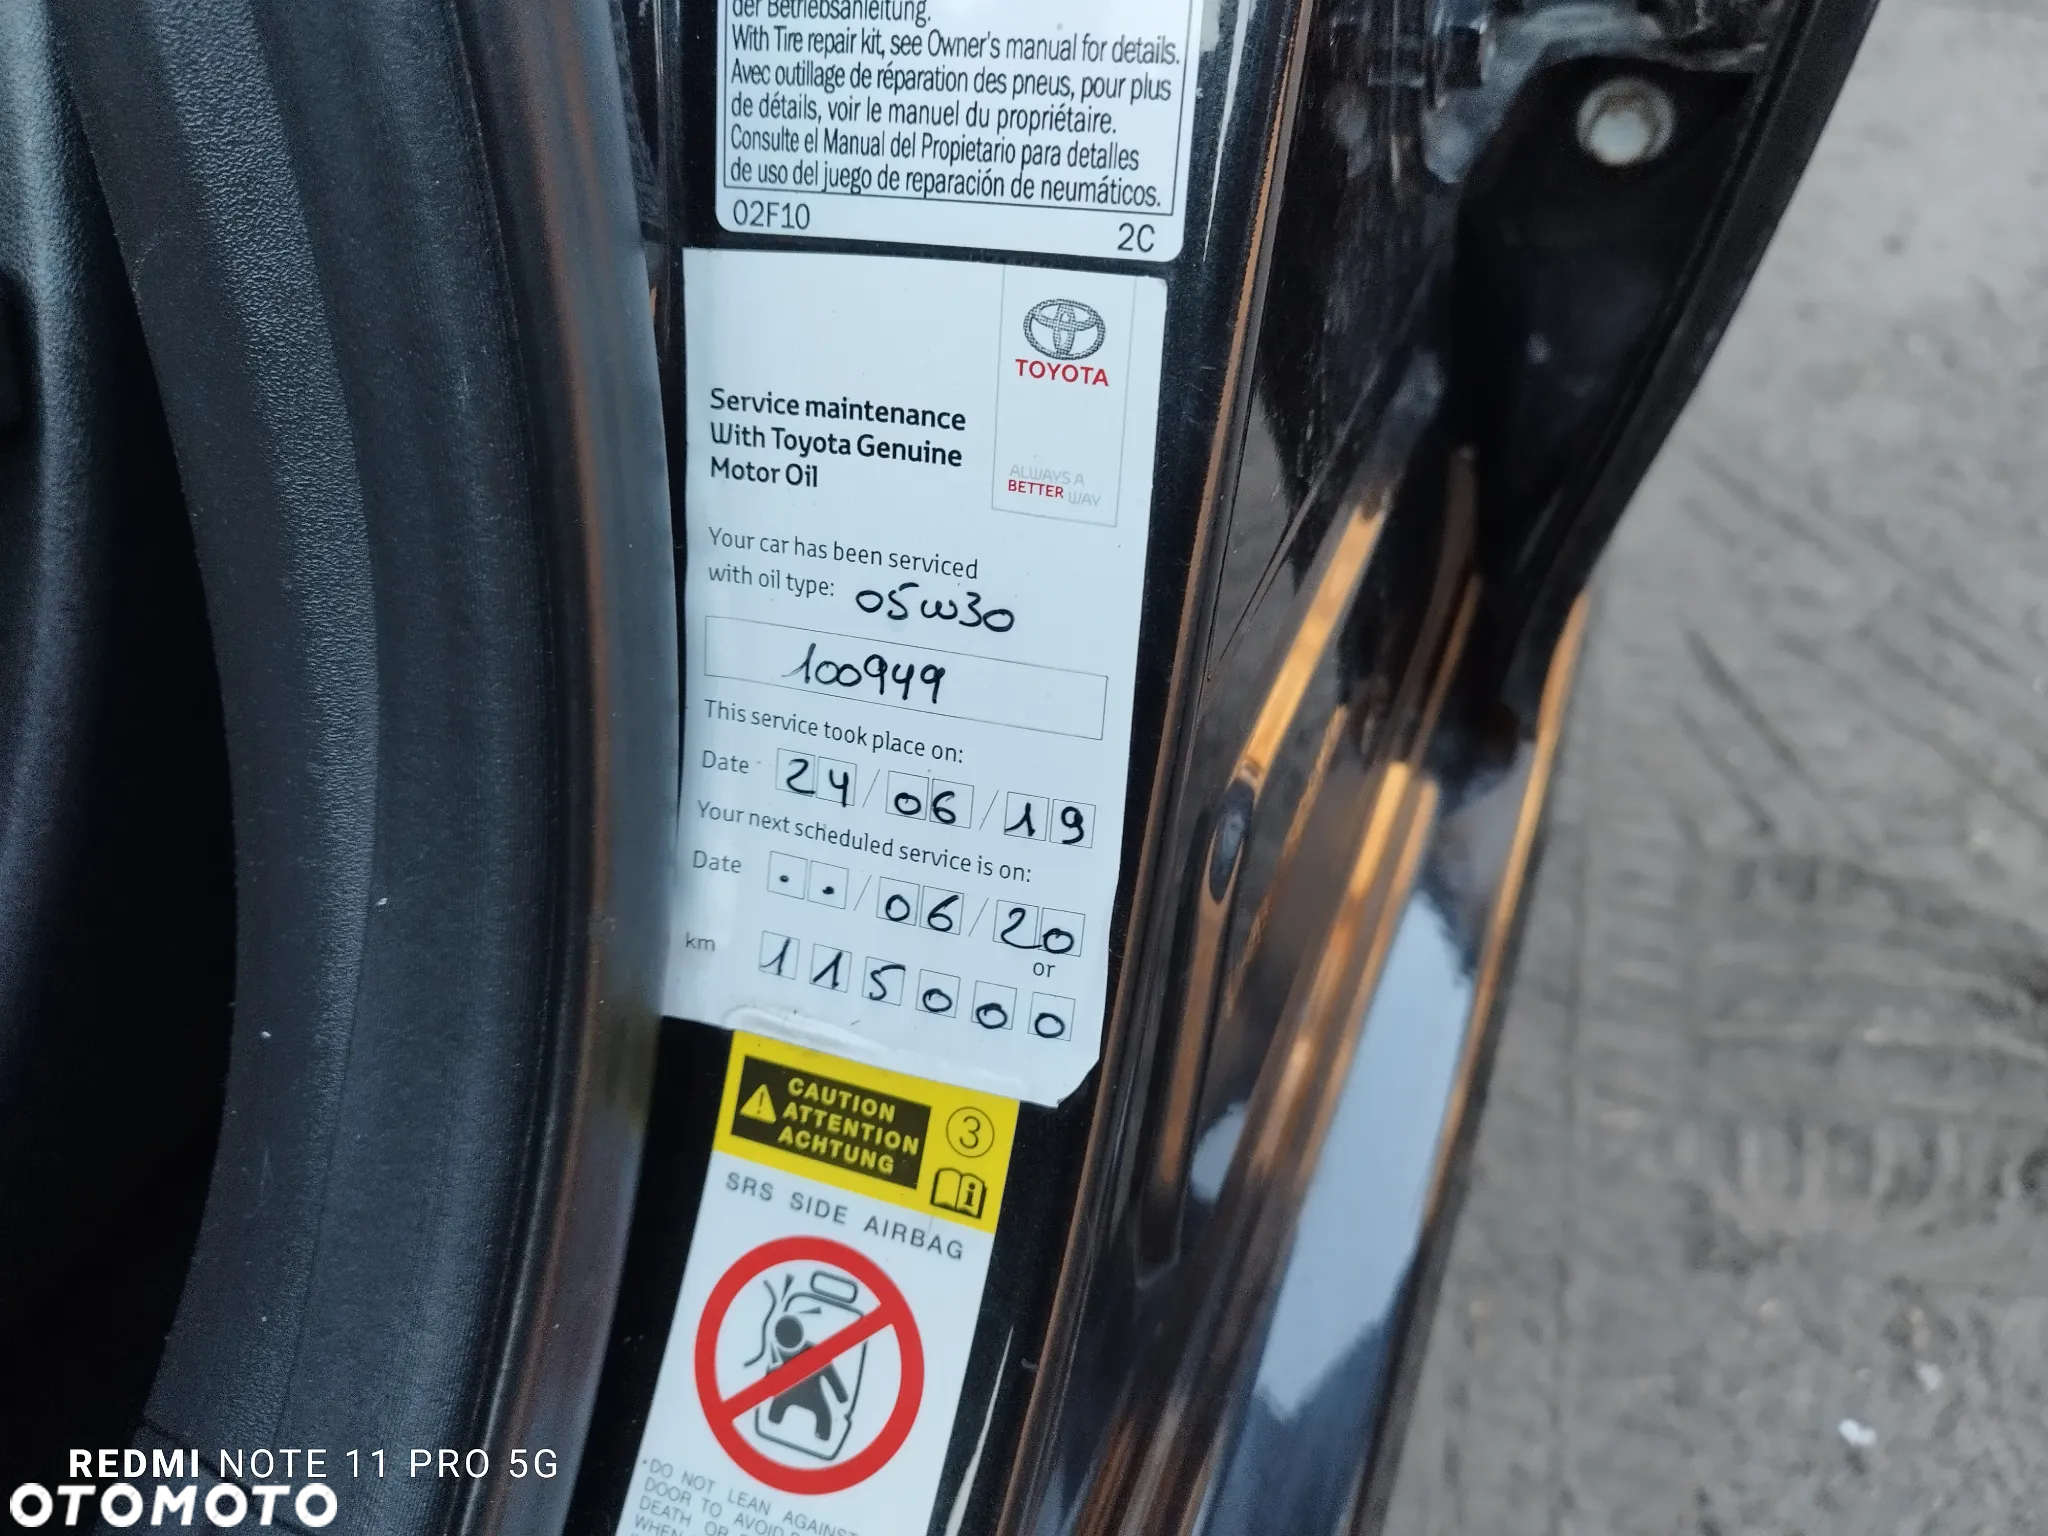 der Betriebsanleitung.
With Tire repair kit, see Owner's manual for details.
Avec outillage de réparation des pneus, pour plus
de détails, voir le manuel du propriétaire.
Consulte el Manual del Propietario para detalles
de uso del juego de reparación de neumáticos.
02F10 2C
TOYOTA
Service maintenance
With Toyota Genuine
Motor Oil
ALWAYS A
BETTER WAY
Your car has been serviced
with oil type: 05w30
100949
This service took place on:
Date 24/06/19
Your next scheduled service is on:
Date ../06/20
or
km 115000
CAUTION
ATTENTION
ACHTUNG
3
SRS SIDE AIRBAG
•DO NOT LEAN AGAINST
DOOR TO AVOID
DEATH OR
WHEN
REDMI NOTE 11 PRO 5G
OTOMOTO